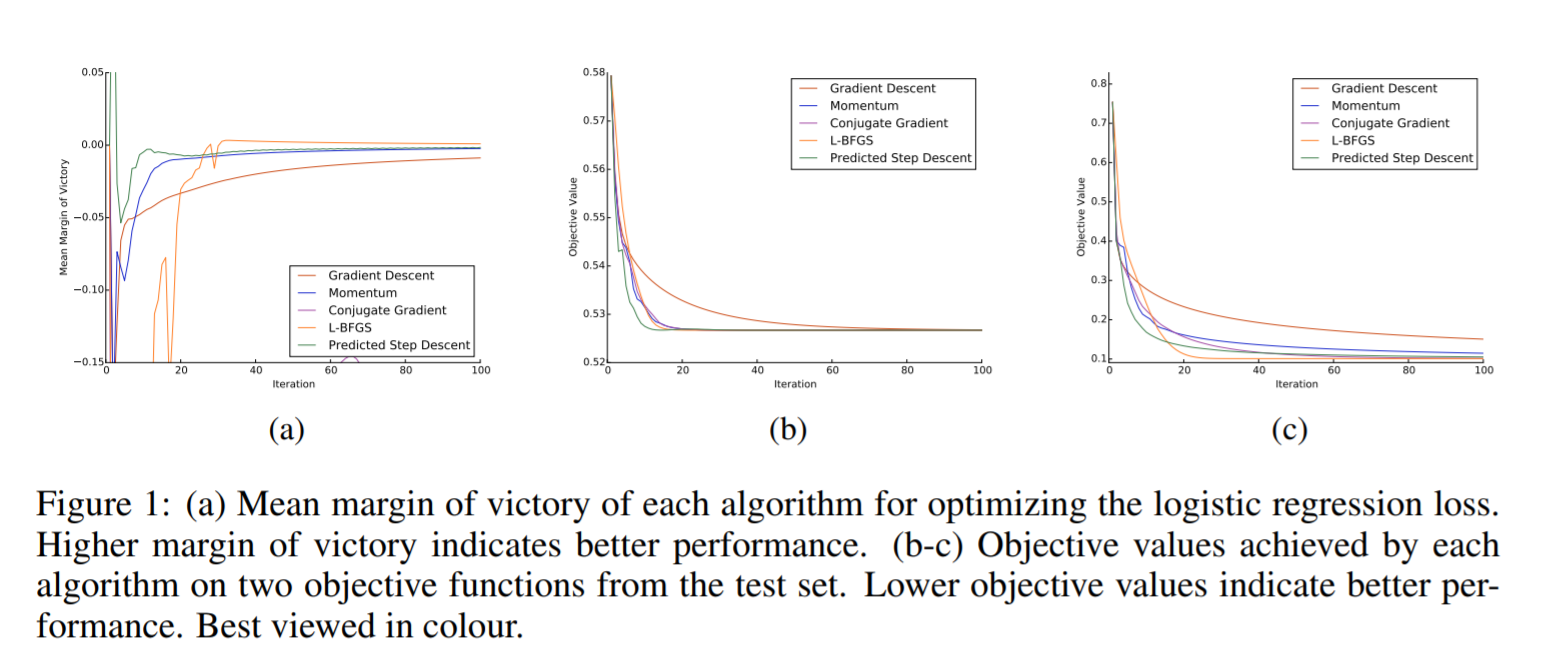 0.05
0.00
−0.05
−0.10
−0.15
Mean Margin of Victory
0 20 40 60 80 100
Iteration
Gradient Descent
Momentum
Conjugate Gradient
L-BFGS
Predicted Step Descent
(a)
0.58
0.57
0.56
0.55
0.54
0.53
0.52
Objective Value
0 20 40 60 80 100
Iteration
Gradient Descent
Momentum
Conjugate Gradient
L-BFGS
Predicted Step Descent
(b)
0.8
0.7
0.6
0.5
0.4
0.3
0.2
0.1
Objective Value
0 20 40 60 80 100
Iteration
Gradient Descent
Momentum
Conjugate Gradient
L-BFGS
Predicted Step Descent
(c)
Figure 1: (a) Mean margin of victory of each algorithm for optimizing the logistic regression loss.
Higher margin of victory indicates better performance. (b-c) Objective values achieved by each
algorithm on two objective functions from the test set. Lower objective values indicate better per-
formance. Best viewed in colour.